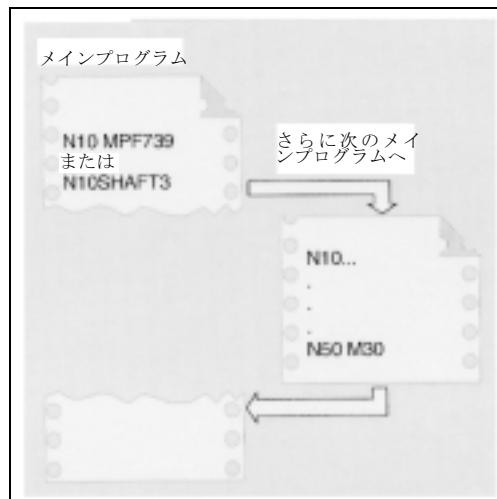 メインプログラム
N10 MPF739
または
N10SHAFT3
さらに次のメイ
ンプログラムへ
N10...
.
.
.
N50 M30